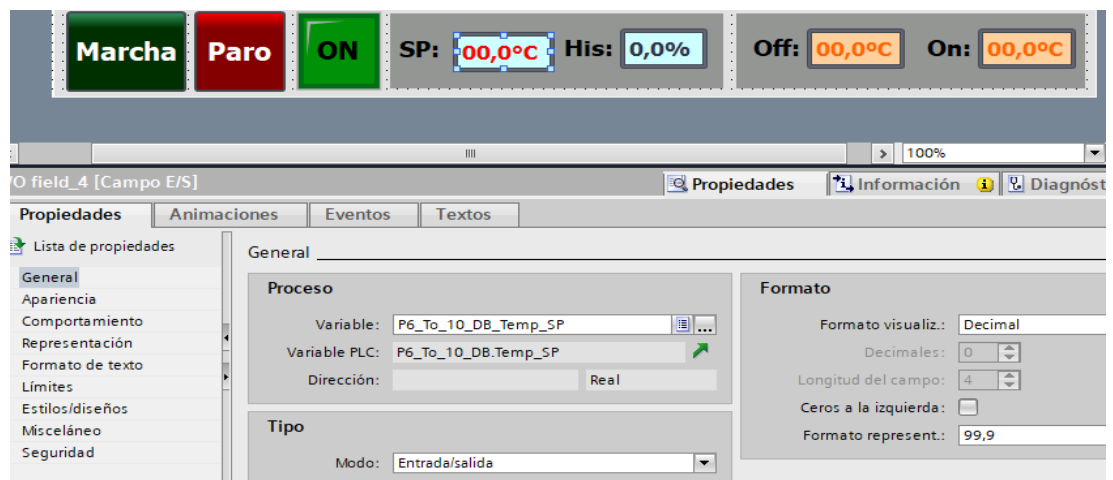 Marcha Paro ON SP: 00,0ºC His: 0,0% Off: 00,0ºC On: 00,0ºC
100%
/O field_4 [Campo E/S]
Propiedades Información Diagnóst
Propiedades Animaciones Eventos Textos
Lista de propiedades
General
Apariencia
Comportamiento
Representación
Formato de texto
Límites
Estilos/diseños
Misceláneo
Seguridad
General
Proceso
Variable: P6_To_10_DB_Temp_SP ...
Variable PLC: P6_To_10_DB.Temp_SP
Dirección: Real
Tipo
Modo: Entrada/salida
Formato
Formato visualiz.: Decimal
Decimales: 0
Longitud del campo: 4
Ceros a la izquierda:
Formato represent.: 99,9